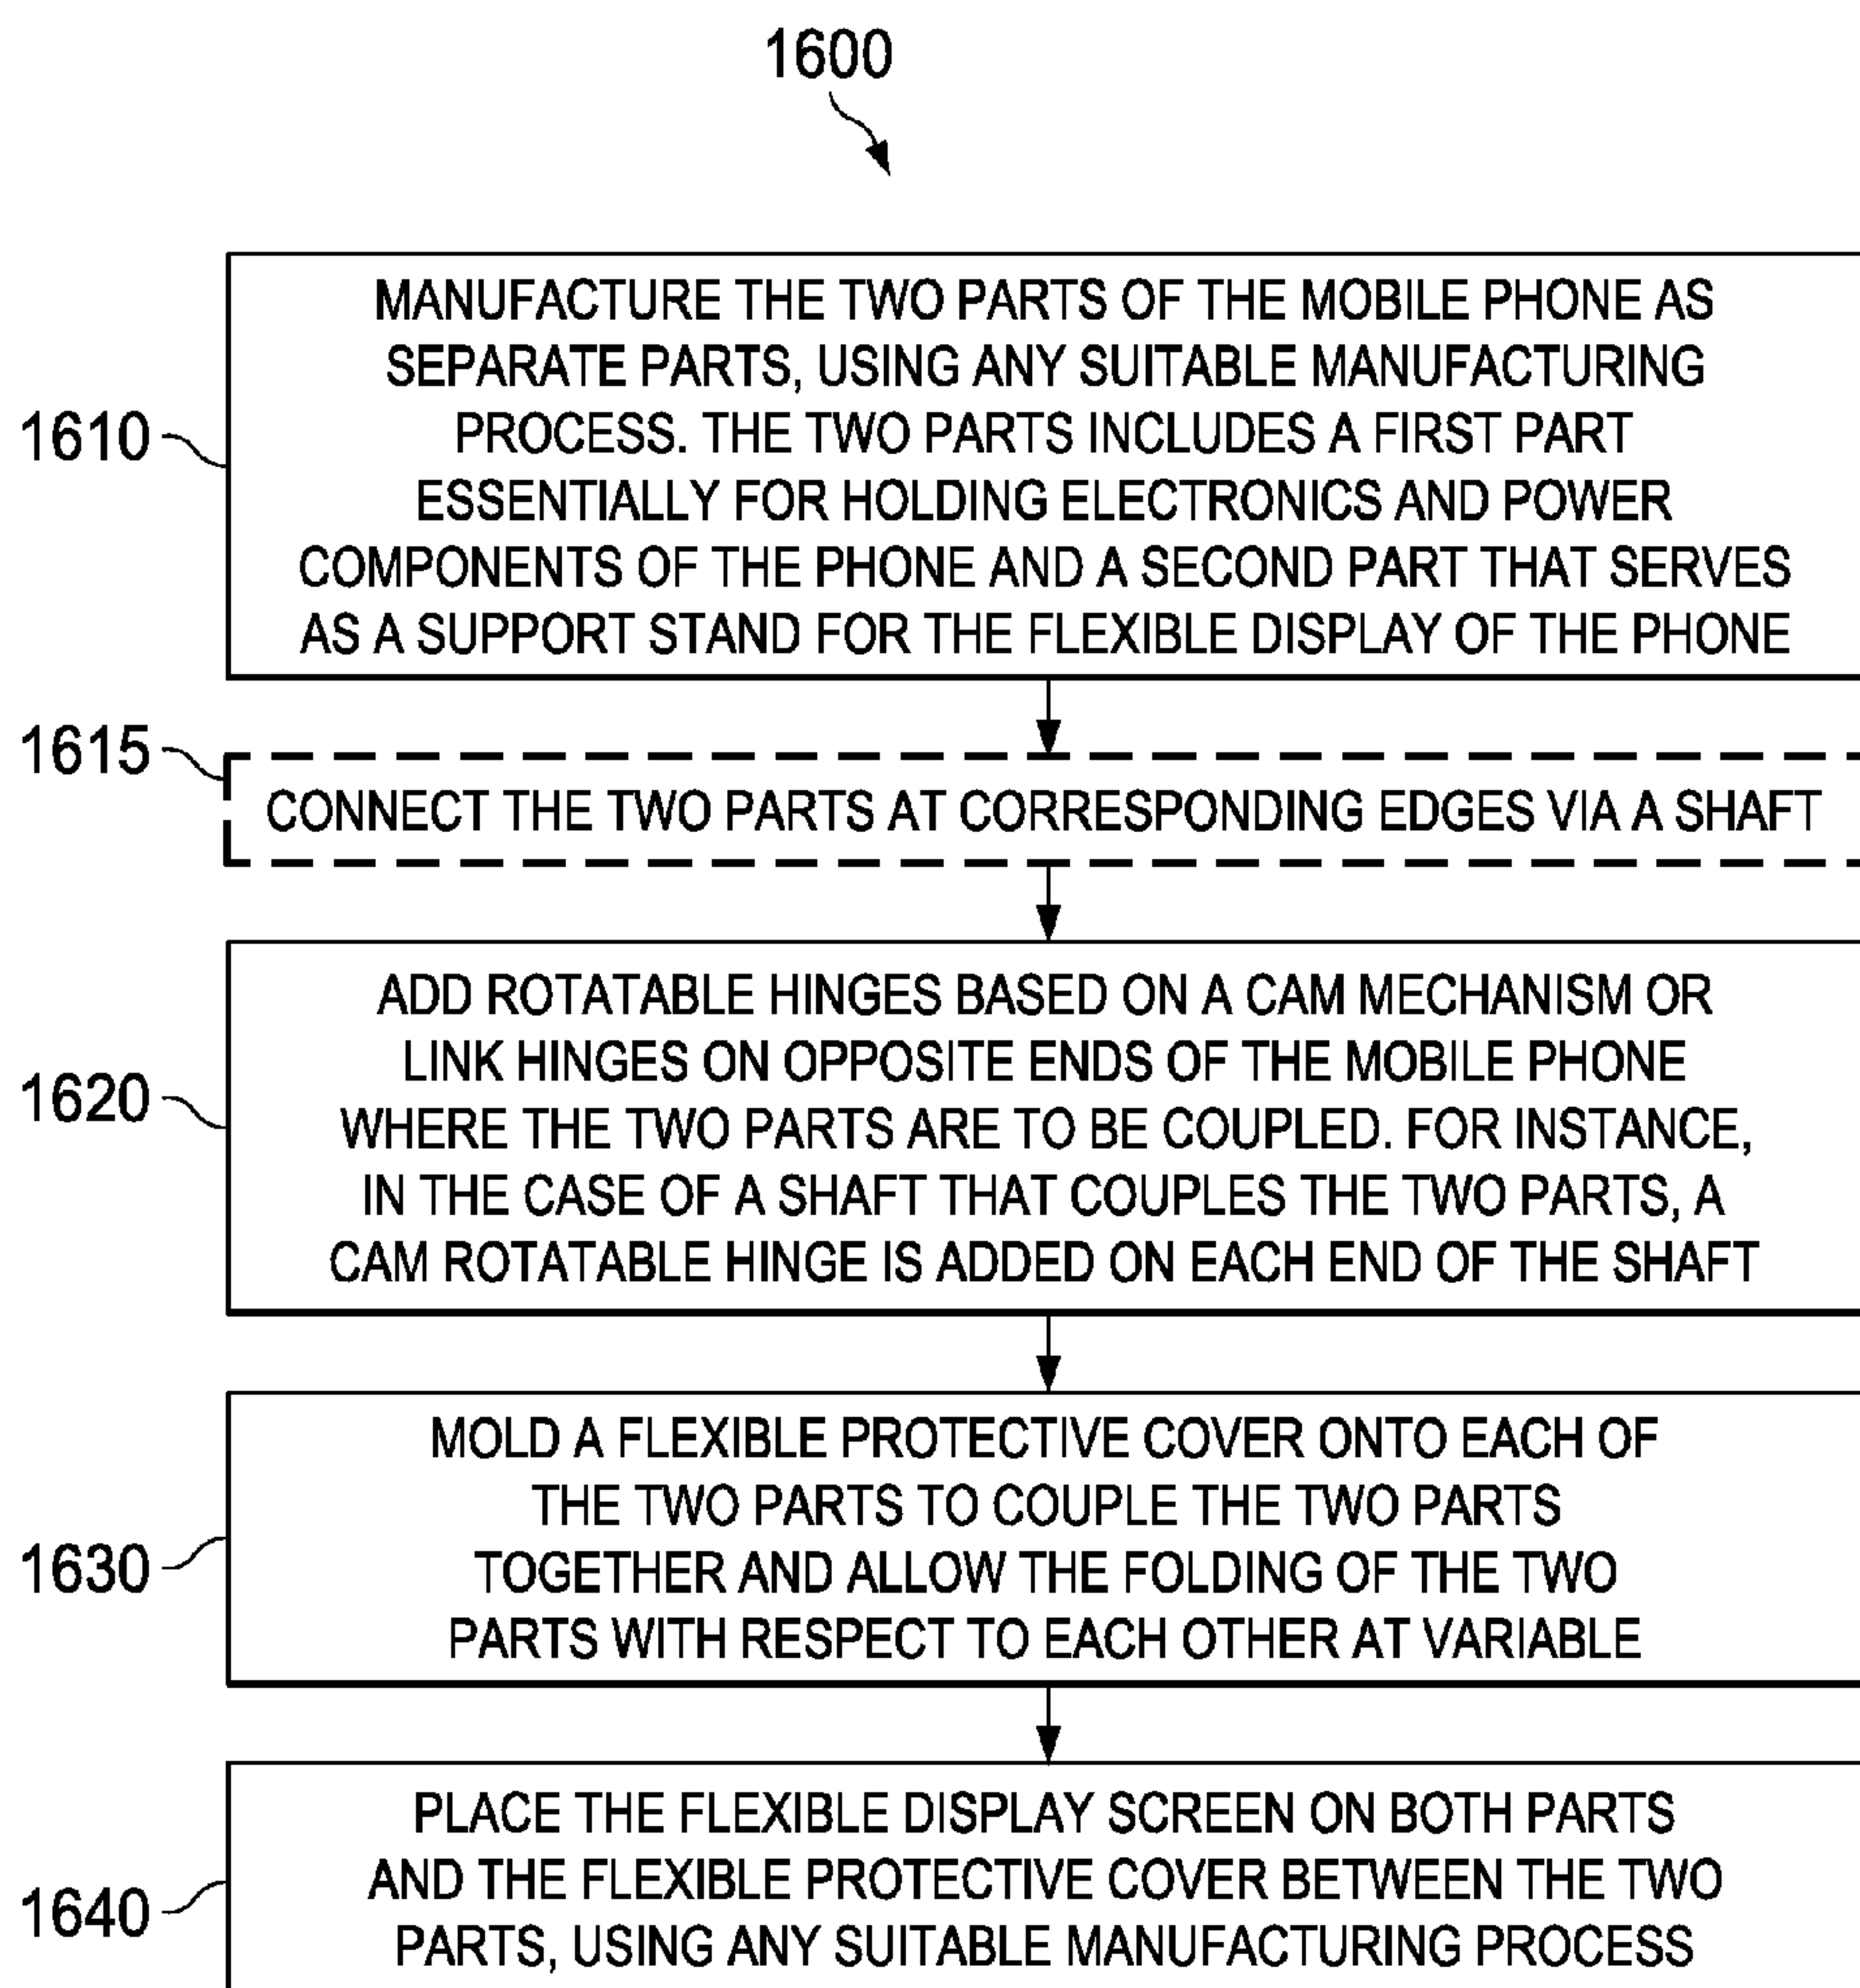 1600
1610
MANUFACTURE THE TWO PARTS OF THE MOBILE PHONE AS
SEPARATE PARTS, USING ANY SUITABLE MANUFACTURING
PROCESS. THE TWO PARTS INCLUDES A FIRST PART
ESSENTIALLY FOR HOLDING ELECTRONICS AND POWER
COMPONENTS OF THE PHONE AND A SECOND PART THAT SERVES
AS A SUPPORT STAND FOR THE FLEXIBLE DISPLAY OF THE PHONE
1615
CONNECT THE TWO PARTS AT CORRESPONDING EDGES VIA A SHAFT
1620
ADD ROTATABLE HINGES BASED ON A CAM MECHANISM OR
LINK HINGES ON OPPOSITE ENDS OF THE MOBILE PHONE
WHERE THE TWO PARTS ARE TO BE COUPLED. FOR INSTANCE,
IN THE CASE OF A SHAFT THAT COUPLES THE TWO PARTS, A
CAM ROTATABLE HINGE IS ADDED ON EACH END OF THE SHAFT
1630
MOLD A FLEXIBLE PROTECTIVE COVER ONTO EACH OF
THE TWO PARTS TO COUPLE THE TWO PARTS
TOGETHER AND ALLOW THE FOLDING OF THE TWO
PARTS WITH RESPECT TO EACH OTHER AT VARIABLE
1640
PLACE THE FLEXIBLE DISPLAY SCREEN ON BOTH PARTS
AND THE FLEXIBLE PROTECTIVE COVER BETWEEN THE TWO
PARTS, USING ANY SUITABLE MANUFACTURING PROCESS